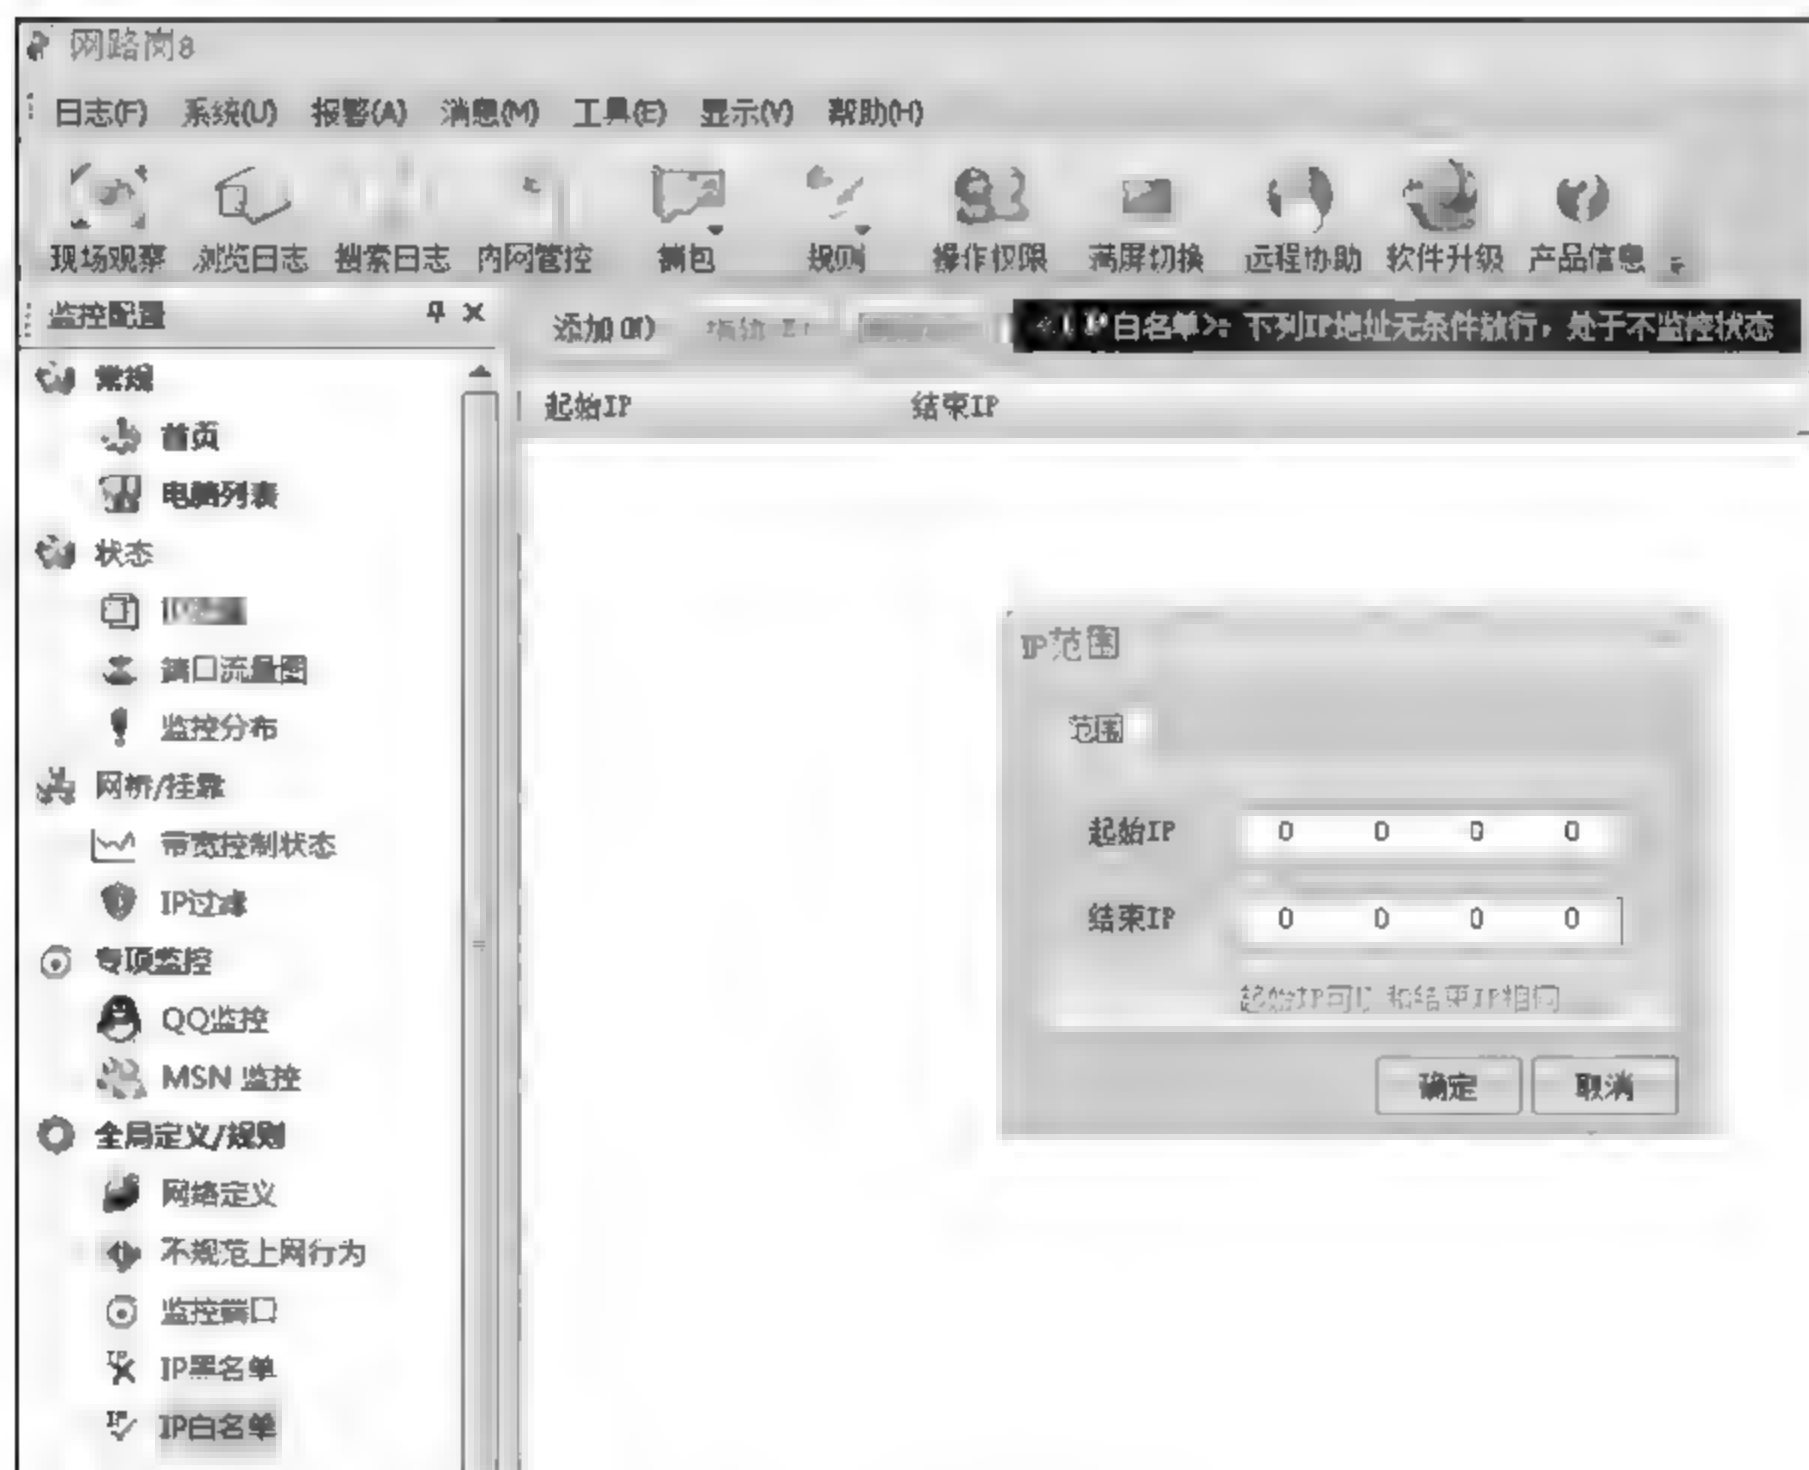 网路岗8
日志(F) 系统(U) 报警(A) 消息(M) 工具(E) 显示(V) 帮助(H)
现场观察 浏览日志 搜索日志 内网管控 捕包 规则 操作权限 满屏切换 远程协助 软件升级 产品信息
监控配置
添加(N) 白名单>: 下列IP地址无条件放行，处于不监控状态
常规
起始IP 结束IP
首页
电脑列表
状态
端口流量图
监控分布
网桥/挂靠
带宽控制状态
IP过滤
专项监控
QQ监控
MSN 监控
全局定义/规则
网络定义
不规范上网行为
监控端口
IP黑名单
IP白名单
IP范围
范围
起始IP 0 0 0 0
结束IP 0 0 0 0
起始IP可以和结束IP相同
确定 取消